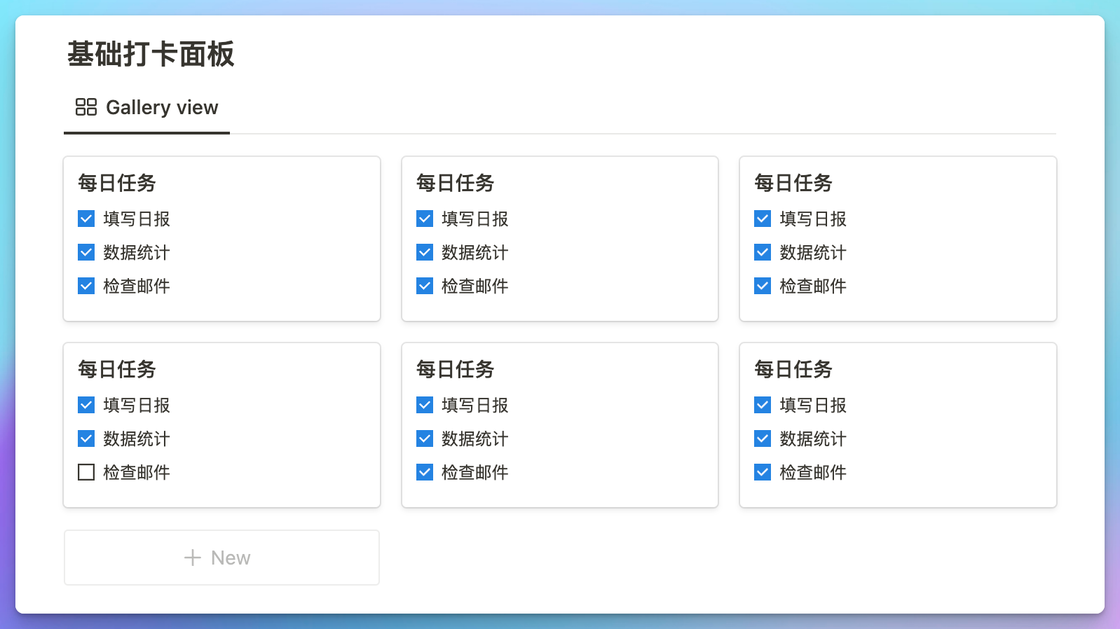 基础打卡面板
Gallery view
每日任务
填写日报
数据统计
检查邮件
每日任务
填写日报
数据统计
检查邮件
每日任务
填写日报
数据统计
检查邮件
每日任务
填写日报
数据统计
检查邮件
每日任务
填写日报
数据统计
检查邮件
每日任务
填写日报
数据统计
检查邮件
New